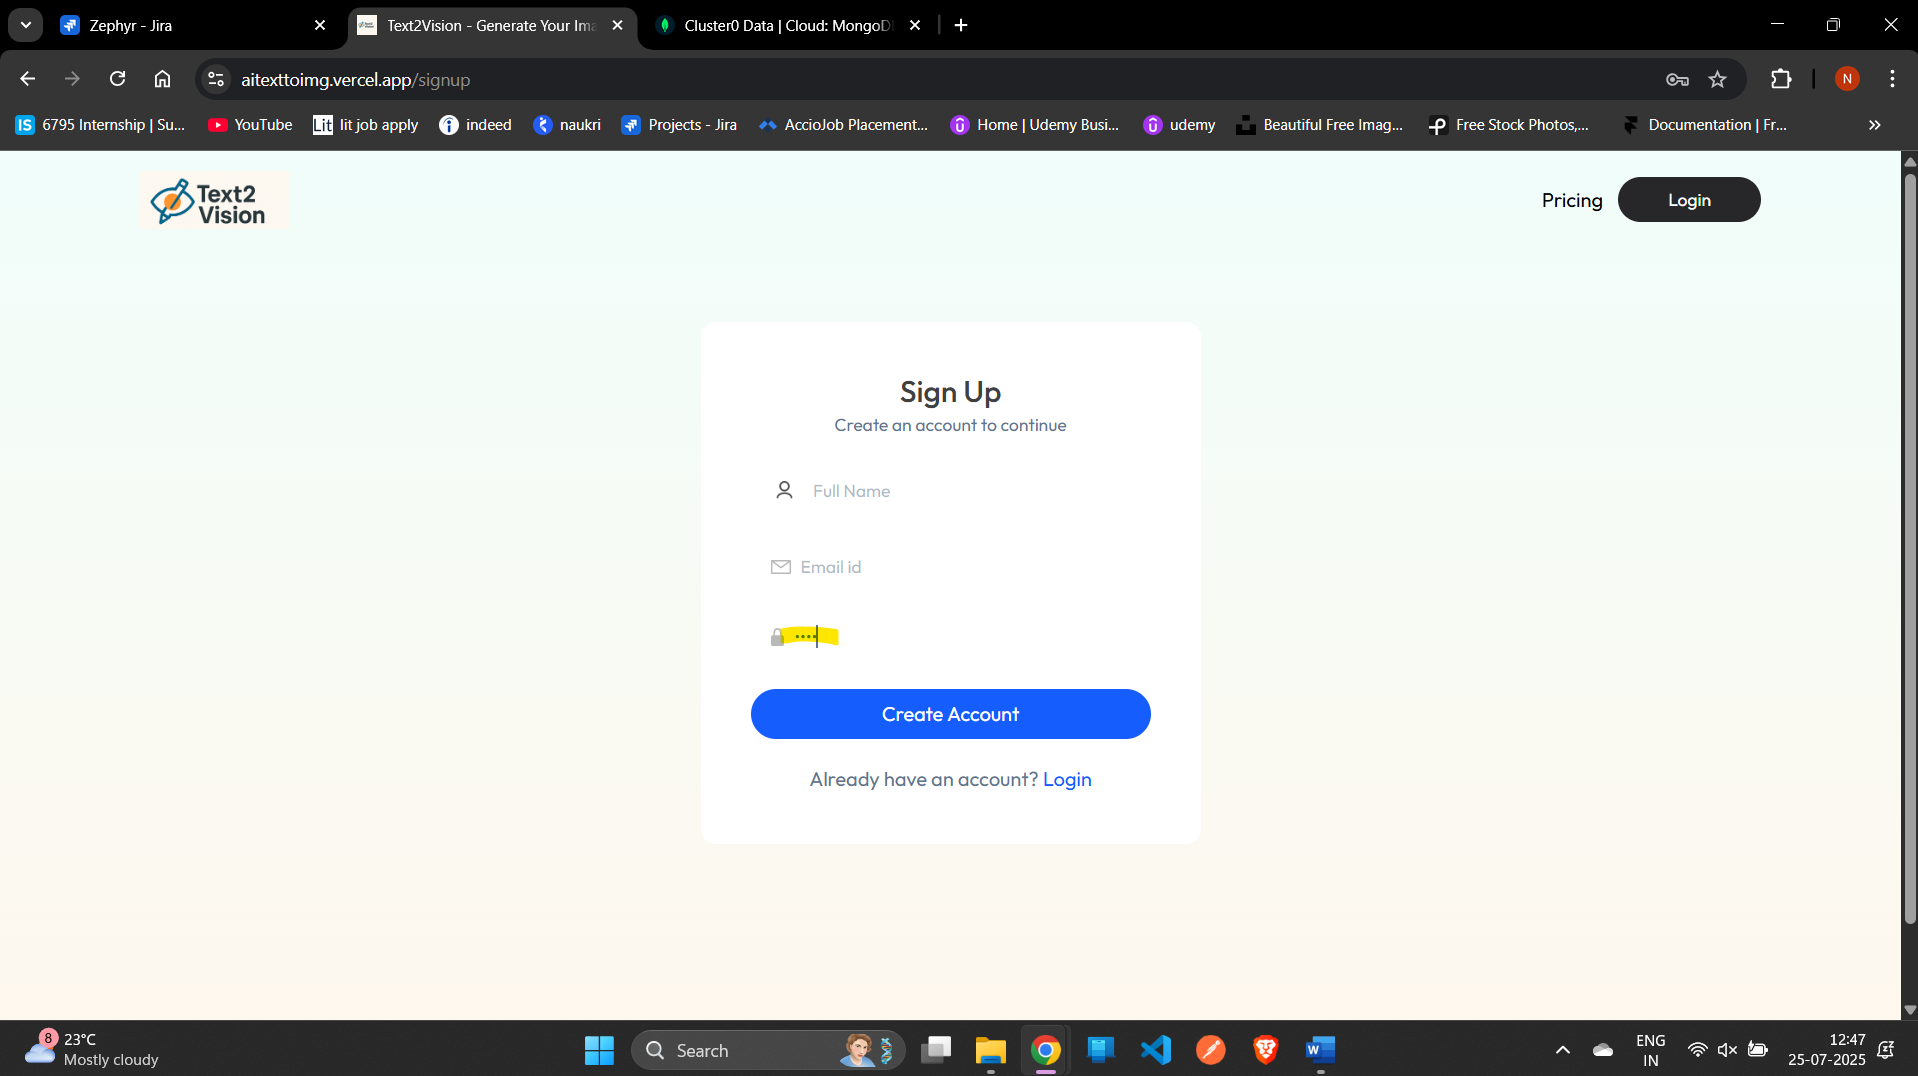 Zephyr - Jira
Text2Vision - Generate Your Ima
Cluster0 Data | Cloud: MongoD
aitexttoimg.vercel.app/signup
N
IS 6795 Internship | Su...
YouTube
Lit lit job apply
indeed
naukri
Projects - Jira
AccioJob Placement...
Home | Udemy Busi...
udemy
Beautiful Free Imag...
Free Stock Photos,...
Documentation | Fr...
Text2
Vision
Pricing
Login
Sign Up
Create an account to continue
Full Name
Email id
••••
Create Account
Already have an account? Login
8
23°C
Mostly cloudy
Search
W
ENG
IN
12:47
25-07-2025